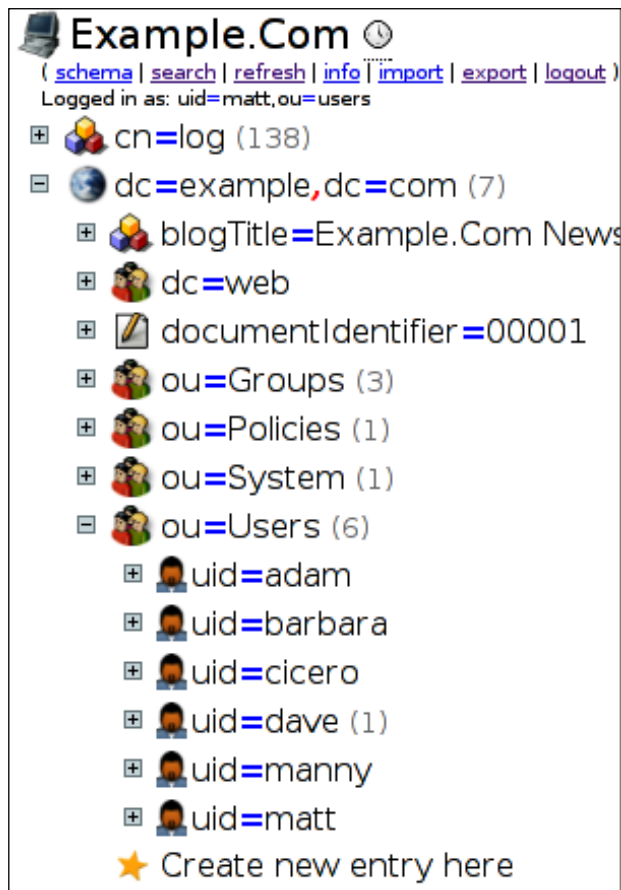 Example.Com
( schema | search | refresh | info | import | export | logout )
Logged in as: uid=matt,ou=users
cn=log (138)
dc=example,dc=com (7)
blogTitle=Example.Com News
dc=web
documentIdentifier=00001
ou=Groups (3)
ou=Policies (1)
ou=System (1)
ou=Users (6)
uid=adam
uid=barbara
uid=cicero
uid=dave (1)
uid=manny
uid=matt
Create new entry here